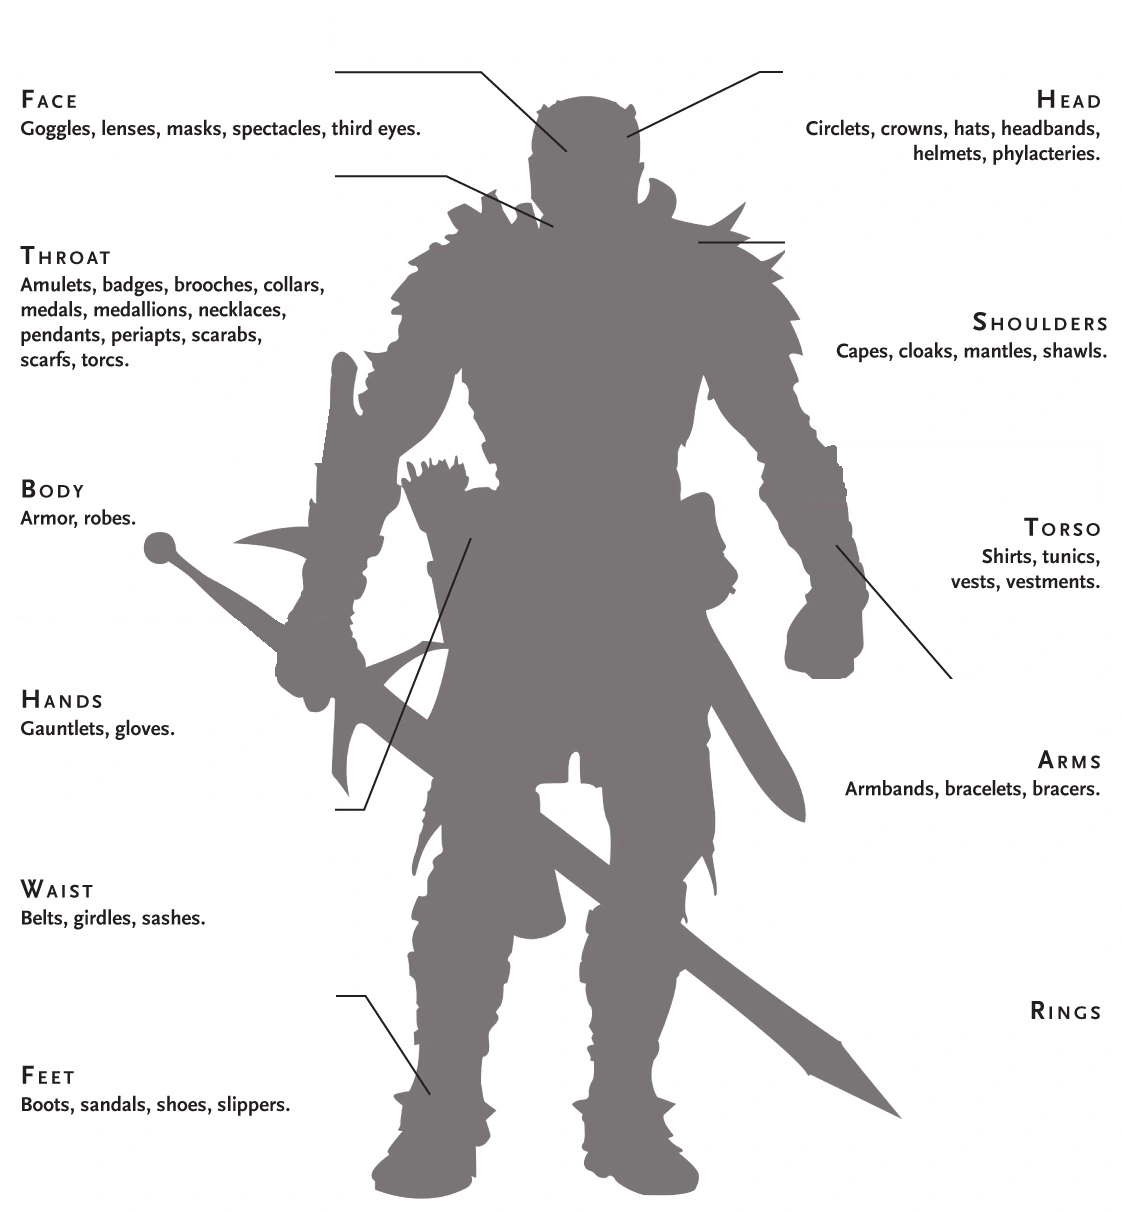 FACE
Goggles, lenses, masks, spectacles, third eyes.
HEAD
Circlets, crowns, hats, headbands,
helmets, phylacteries.
THROAT
Amulets, badges, brooches, collars,
medals, medallions, necklaces,
pendants, periapts, scarabs,
scarfs, torcs.
SHOULDERS
Capes, cloaks, mantles, shawls.
BODY
Armor, robes.
TORSO
Shirts, tunics,
vests, vestments.
HANDS
Gauntlets, gloves.
ARMS
Armbands, bracelets, bracers.
WAIST
Belts, girdles, sashes.
RINGS
FEET
Boots, sandals, shoes, slippers.